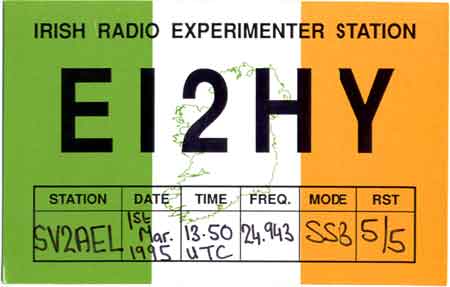 IRISH RADIO EXPERIMENTER STATION
EI2HY
STATION DATE TIME FREQ. MODE RST
SV2AEL 1st Mar. 1995 13.50 UTC 24.943 SSB 5/5